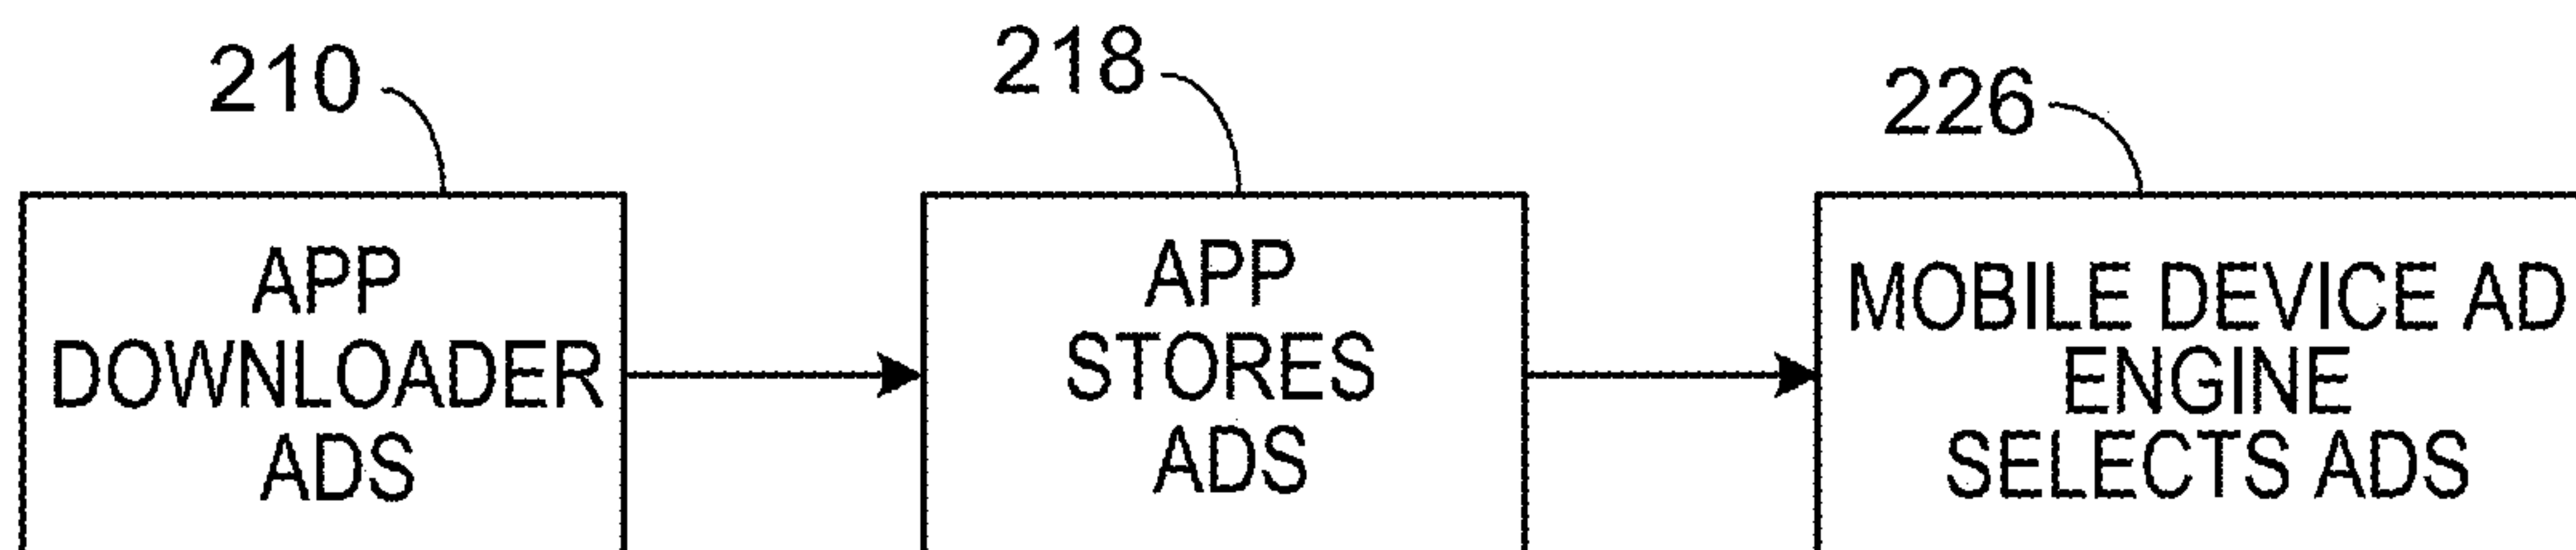 210
APP
DOWNLOADER
ADS
218
APP
STORES
ADS
226
MOBILE DEVICE AD
ENGINE
SELECTS ADS